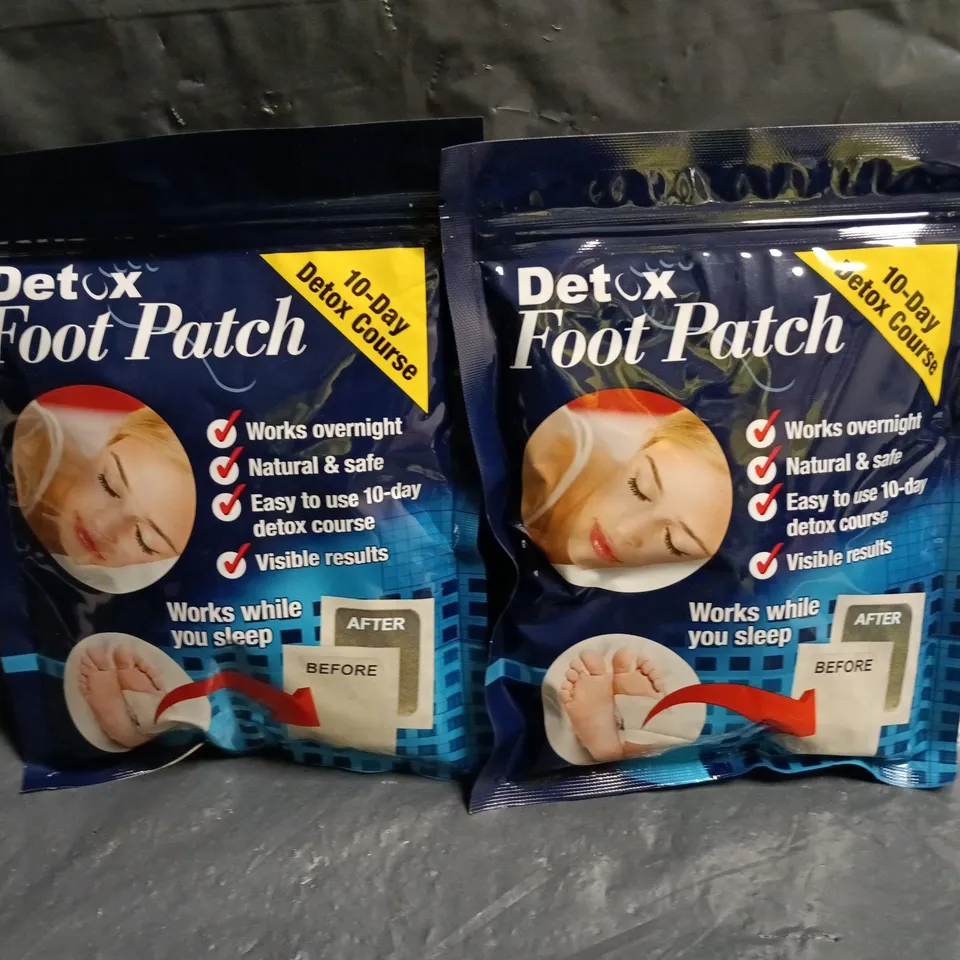 Detox
Foot Patch
10-Day
Detox Course
Works overnight
Natural & safe
Easy to use 10-day
detox course
Visible results
Works while
you sleep
AFTER
BEFORE
Detox
Foot Patch
10-Day
Detox Course
Works overnight
Natural & safe
Easy to use 10-day
detox course
Visible results
Works while
you sleep
AFTER
BEFORE